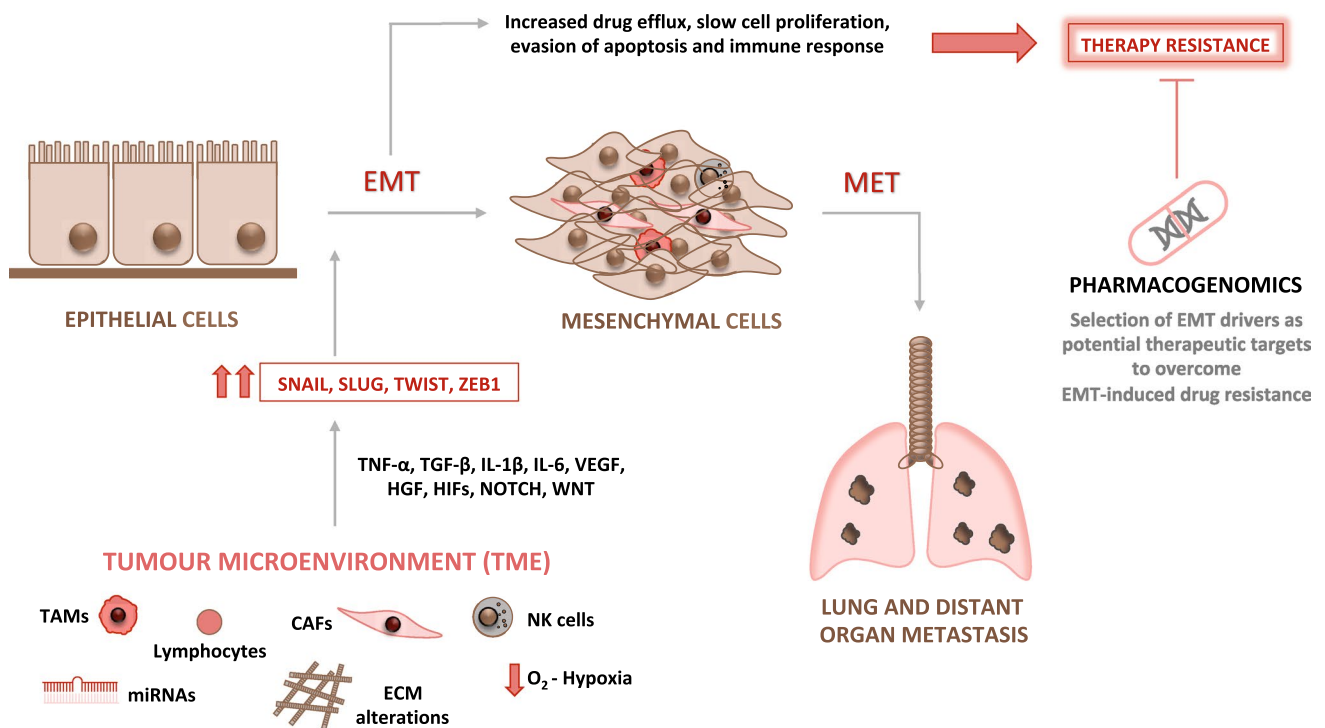 Increased drug efflux, slow cell proliferation,
evasion of apoptosis and immune response
THERAPY RESISTANCE
EMT
MET
EPITHELIAL CELLS
MESENCHYMAL CELLS
PHARMACOGENOMICS
Selection of EMT drivers as
potential therapeutic targets
to overcome
EMT-induced drug resistance
SNAIL, SLUG, TWIST, ZEB1
TNF-α, TGF-β, IL-1β, IL-6, VEGF,
HGF, HIFs, NOTCH, WNT
TUMOUR MICROENVIRONMENT (TME)
TAMs
Lymphocytes
CAFs
NK cells
miRNAs
ECM
alterations
O₂ - Hypoxia
LUNG AND DISTANT
ORGAN METASTASIS